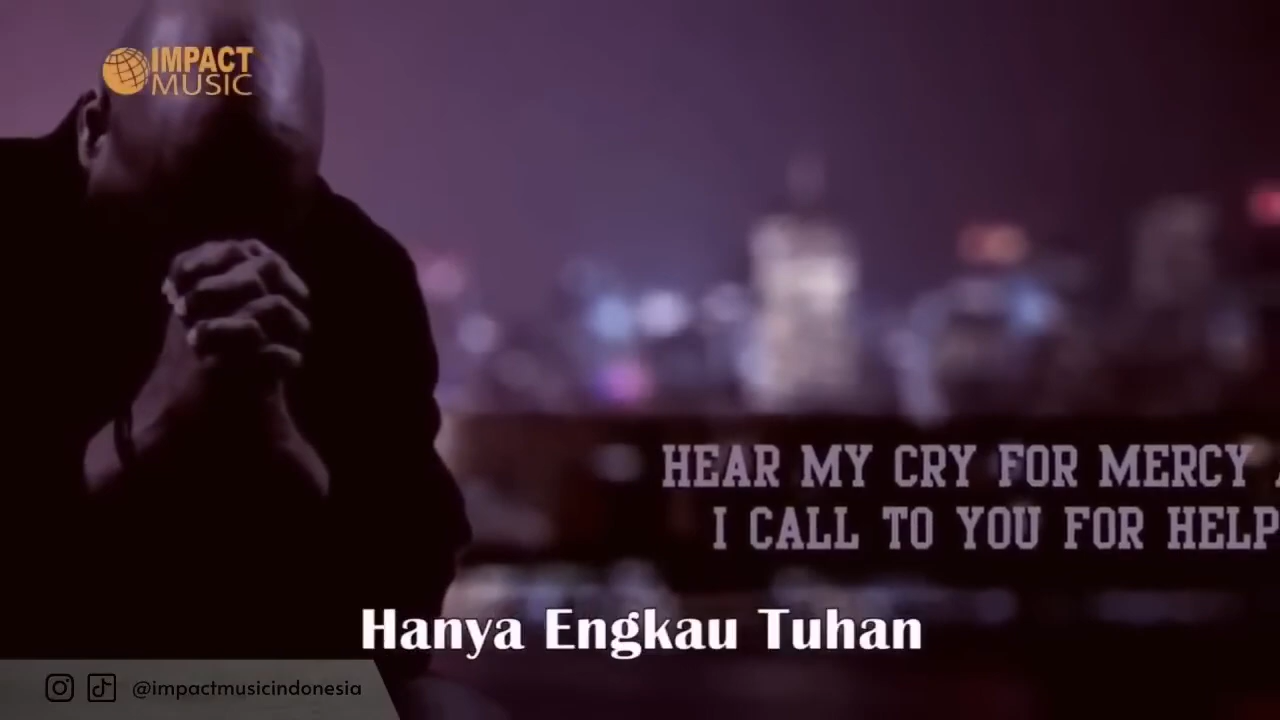 IMPACT
MUSIC
HEAR MY CRY FOR MERCY
I CALL TO YOU FOR HELP
Hanya Engkau Tuhan
@impactmusicindonesia